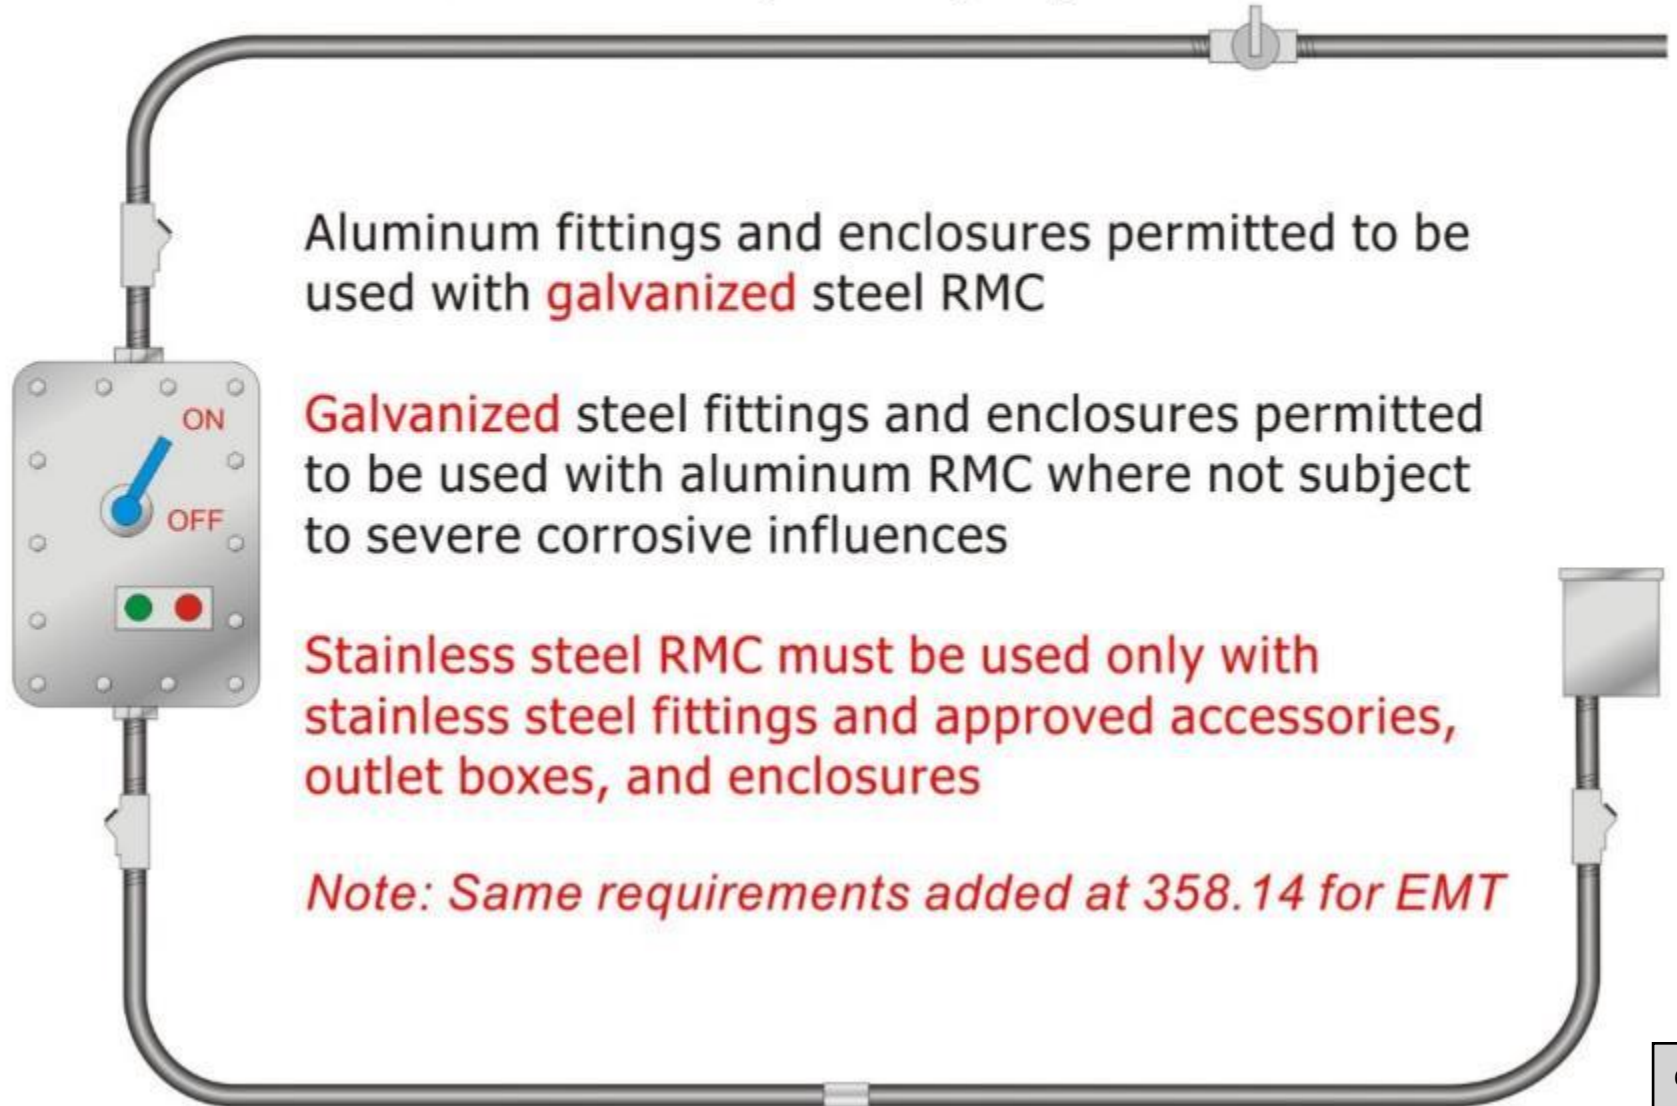 Aluminum fittings and enclosures permitted to be
used with galvanized steel RMC
ON
OFF
Galvanized steel fittings and enclosures permitted
to be used with aluminum RMC where not subject
to severe corrosive influences
Stainless steel RMC must be used only with
stainless steel fittings and approved accessories,
outlet boxes, and enclosures
Note: Same requirements added at 358.14 for EMT